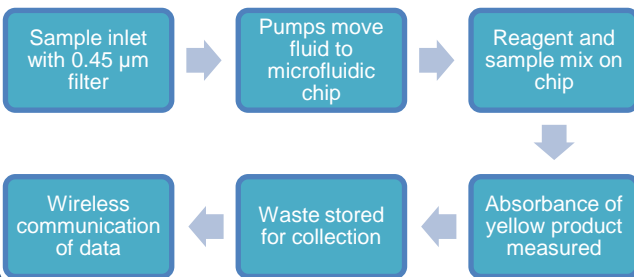 Sample inlet
with 0.45 µm
filter
Pumps move
fluid to
microfluidic
chip
Reagent and
sample mix on
chip
Absorbance of
yellow product
measured
Waste stored
for collection
Wireless
communication
of data